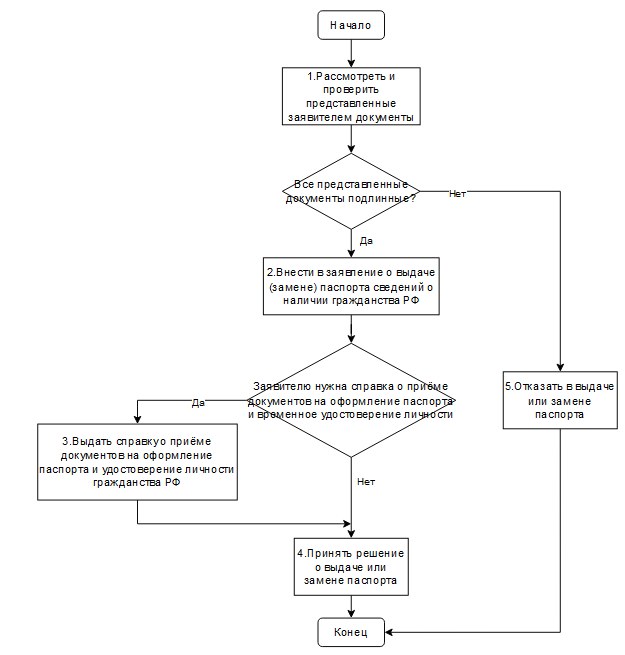 Начало
1.Рассмотреть и
проверить
представленные
заявителем документы
Все представленные
документы подлинные?
Нет
Да
2.Внести в заявление о выдаче
(замене) паспорта сведений о
наличии гражданства РФ
Заявителю нужна справка о приёме
документов на оформление паспорта
и временное удостоверение личности
Да
5.Отказать в выдаче
или замене
паспорта
3.Выдать справку о приёме
документов на оформление
паспорта и удостоверение личности
гражданства РФ
Нет
4.Принять решение
о выдаче или
замене паспорта
Конец